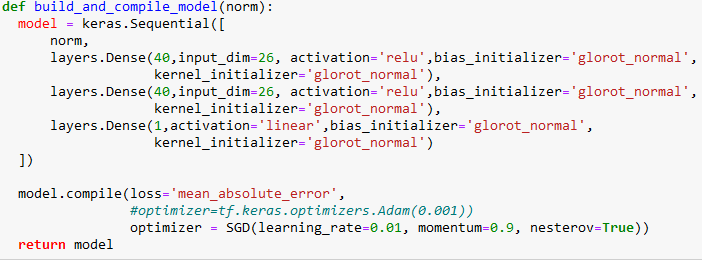 def build_and_compile_model(norm):
  model = keras.Sequential([
      norm,
      layers.Dense(40,input_dim=26, activation='relu',bias_initializer='glorot_normal',
                   kernel_initializer='glorot_normal'),
      layers.Dense(40,input_dim=26, activation='relu',bias_initializer='glorot_normal',
                   kernel_initializer='glorot_normal'),
      layers.Dense(1,activation='linear',bias_initializer='glorot_normal',
                   kernel_initializer='glorot_normal')
  ])

  model.compile(loss='mean_absolute_error',
                #optimizer=tf.keras.optimizers.Adam(0.001))
                optimizer = SGD(learning_rate=0.01, momentum=0.9, nesterov=True))
  return model